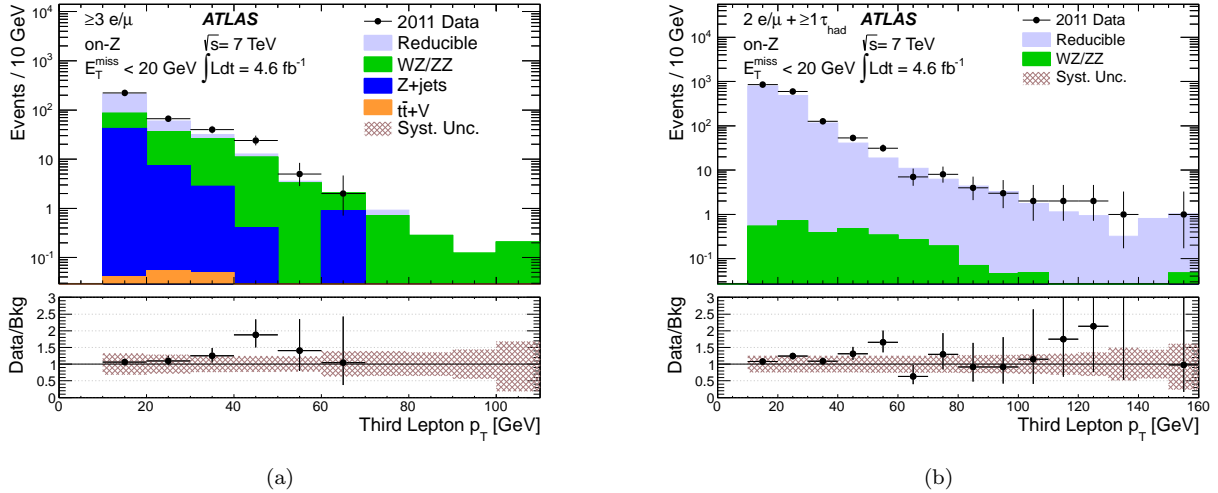 ≥3 e/μ ATLAS
on-Z √s= 7 TeV
E_T^miss < 20 GeV ∫Ldt = 4.6 fb⁻¹
2011 Data
Reducible
WZ/ZZ
Z+jets
tt̄+V
Syst. Unc.
Events / 10 GeV
10⁴
10³
10²
10
1
10⁻¹
Data/Bkg
3
2.5
2
1.5
1
0.5
0
0 20 40 60 80 100
Third Lepton p_T [GeV]
(a)
2 e/μ + ≥1 τ_had ATLAS
on-Z √s= 7 TeV
E_T^miss < 20 GeV ∫Ldt = 4.6 fb⁻¹
2011 Data
Reducible
WZ/ZZ
Syst. Unc.
Events / 10 GeV
10⁴
10³
10²
10
1
10⁻¹
Data/Bkg
3
2.5
2
1.5
1
0.5
0
0 20 40 60 80 100 120 140 160
Third Lepton p_T [GeV]
(b)